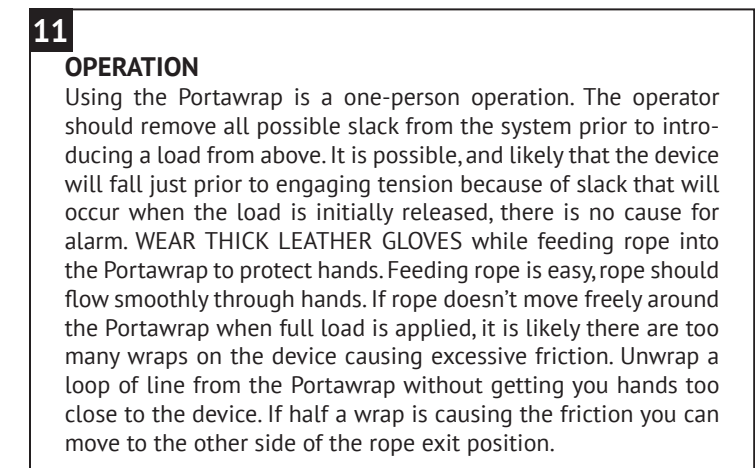 11
OPERATION
Using the Portawrap is a one-person operation. The operator
should remove all possible slack from the system prior to intro-
ducing a load from above. It is possible, and likely that the device
will fall just prior to engaging tension because of slack that will
occur when the load is initially released, there is no cause for
alarm. WEAR THICK LEATHER GLOVES while feeding rope into
the Portawrap to protect hands. Feeding rope is easy, rope should
flow smoothly through hands. If rope doesn’t move freely around
the Portawrap when full load is applied, it is likely there are too
many wraps on the device causing excessive friction. Unwrap a
loop of line from the Portawrap without getting you hands too
close to the device. If half a wrap is causing the friction you can
move to the other side of the rope exit position.